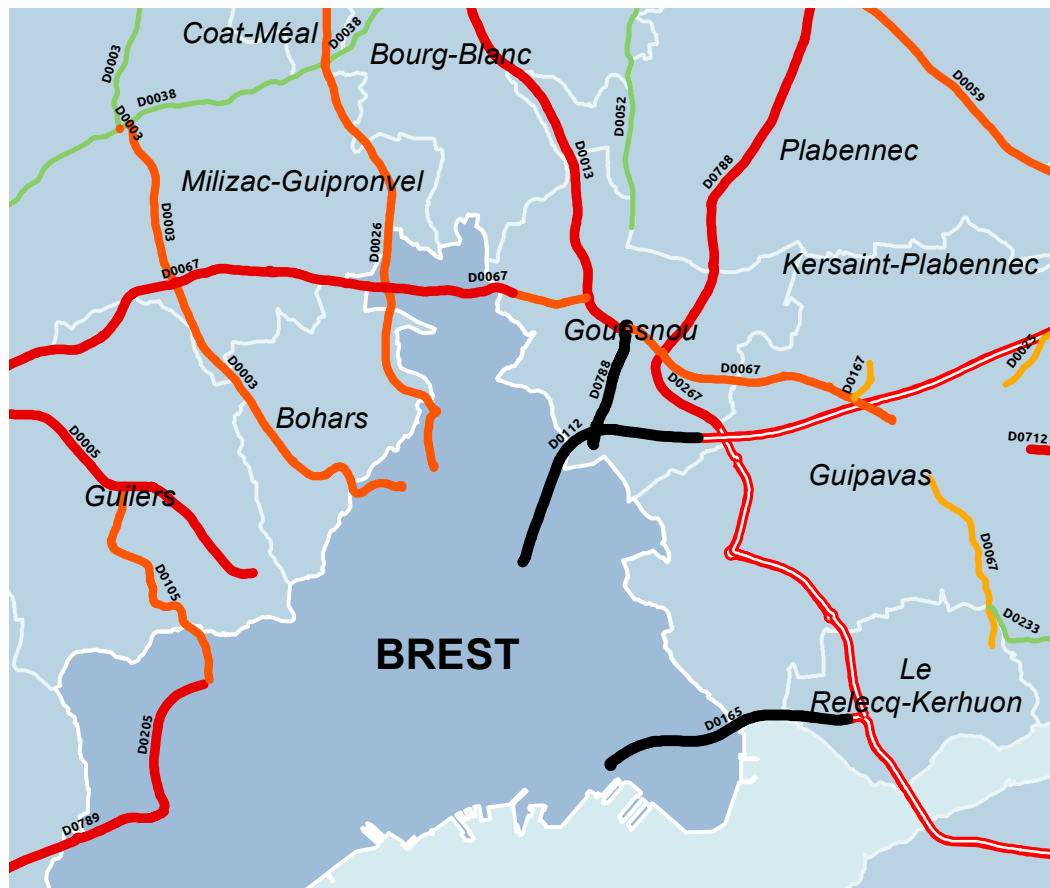 Coat-Méal
D0038
Bourg-Blanc
D0003
D0038
D0003
D0052
D0059
D0013
Plabennec
D0788
Milizac-Guipronvel
D0003
D0026
D0067
D0067
Kersaint-Plabennec
Gouesnou
D0025
D0067
D0167
D0788
D0267
D0003
Bohars
D0112
D0005
D0712
Guipavas
Guilers
D0067
D0105
D0233
BREST
Le
Relecq-Kerhuon
D0165
D0205
D0789